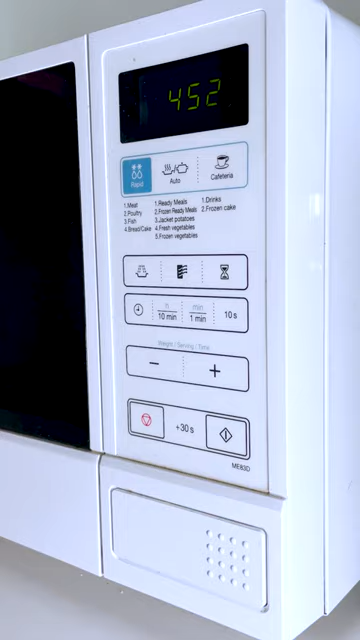 452
Rapid
Auto
Cafeteria
1.Meat
2.Poultry
3.Fish
4.Bread/Cake
1.Ready Meals
2.Frozen Ready Meals
3.Jacket potatoes
4.Fresh vegetables
5.Frozen vegetables
1.Drinks
2.Frozen cake
h
10 min
min
1 min
10 s
Weight / Serving / Time
− +
+30 s
ME83D